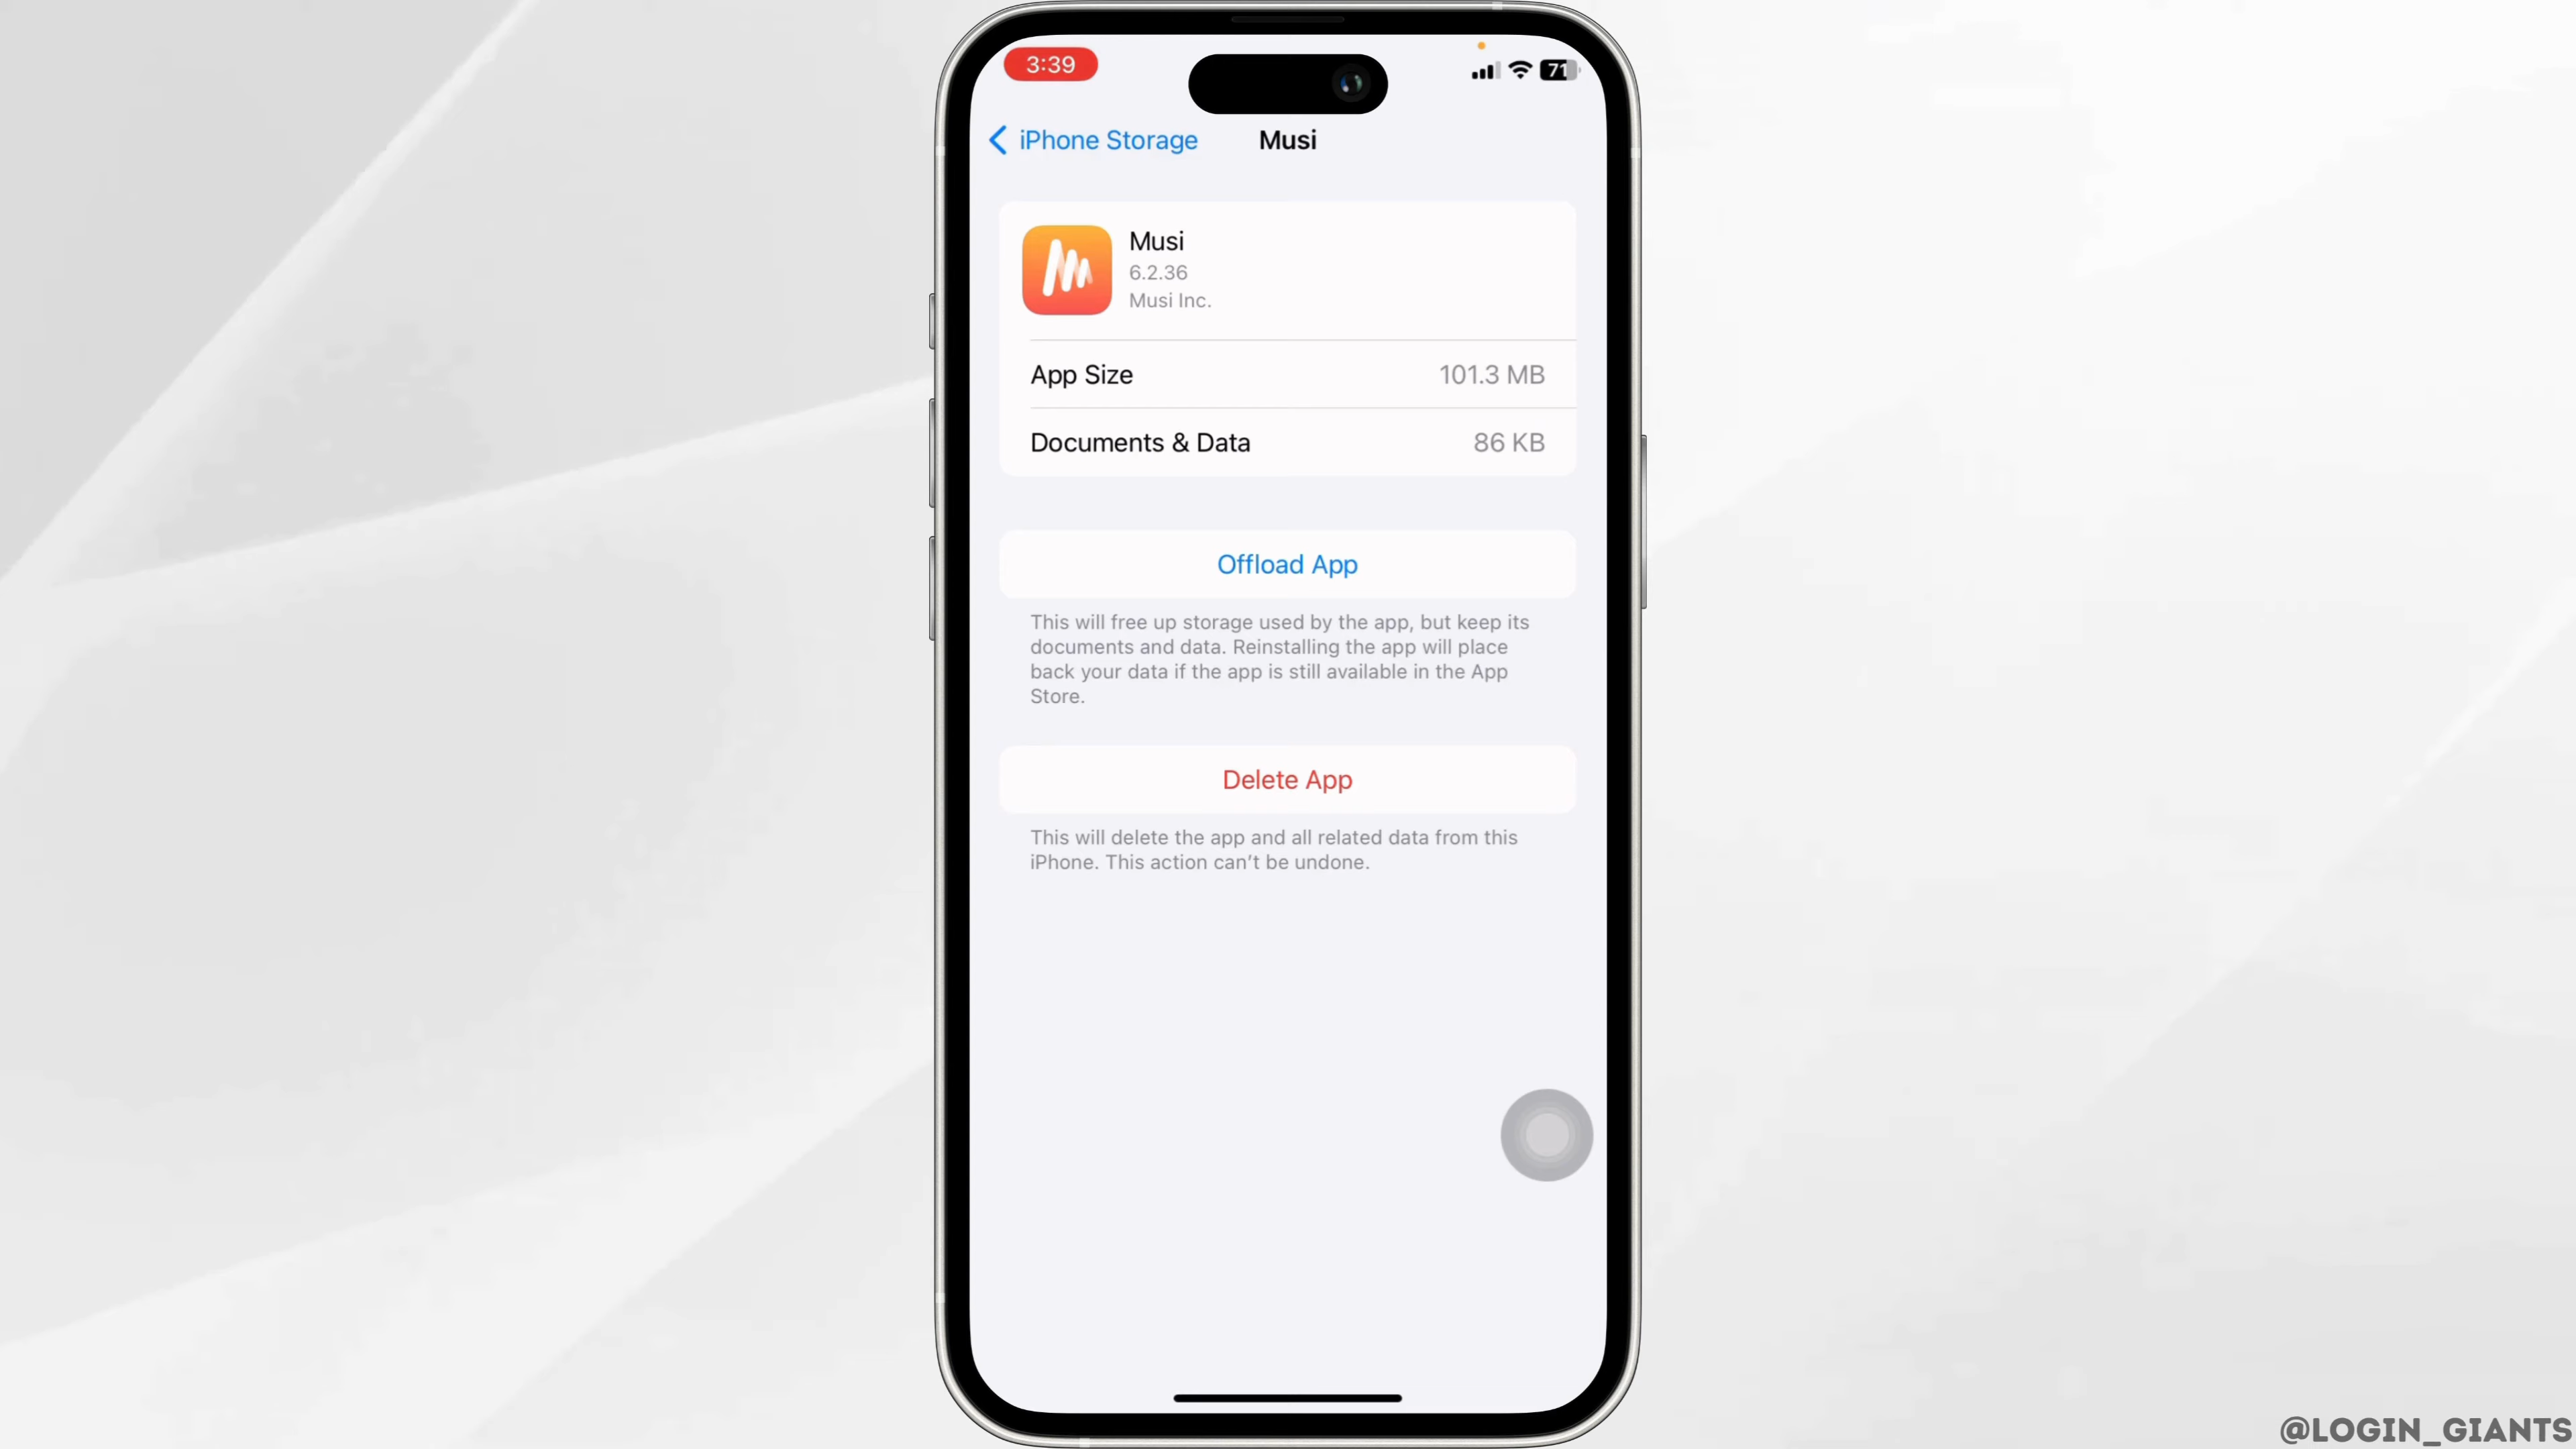 3:39
71
iPhone Storage
Musi
Musi
6.2.36
Musi Inc.
App Size 101.3 MB
Documents & Data 86 KB
Offload App
This will free up storage used by the app, but keep its
documents and data. Reinstalling the app will place
back your data if the app is still available in the App
Store.
Delete App
This will delete the app and all related data from this
iPhone. This action can't be undone.
@LOGIN_GIANTS